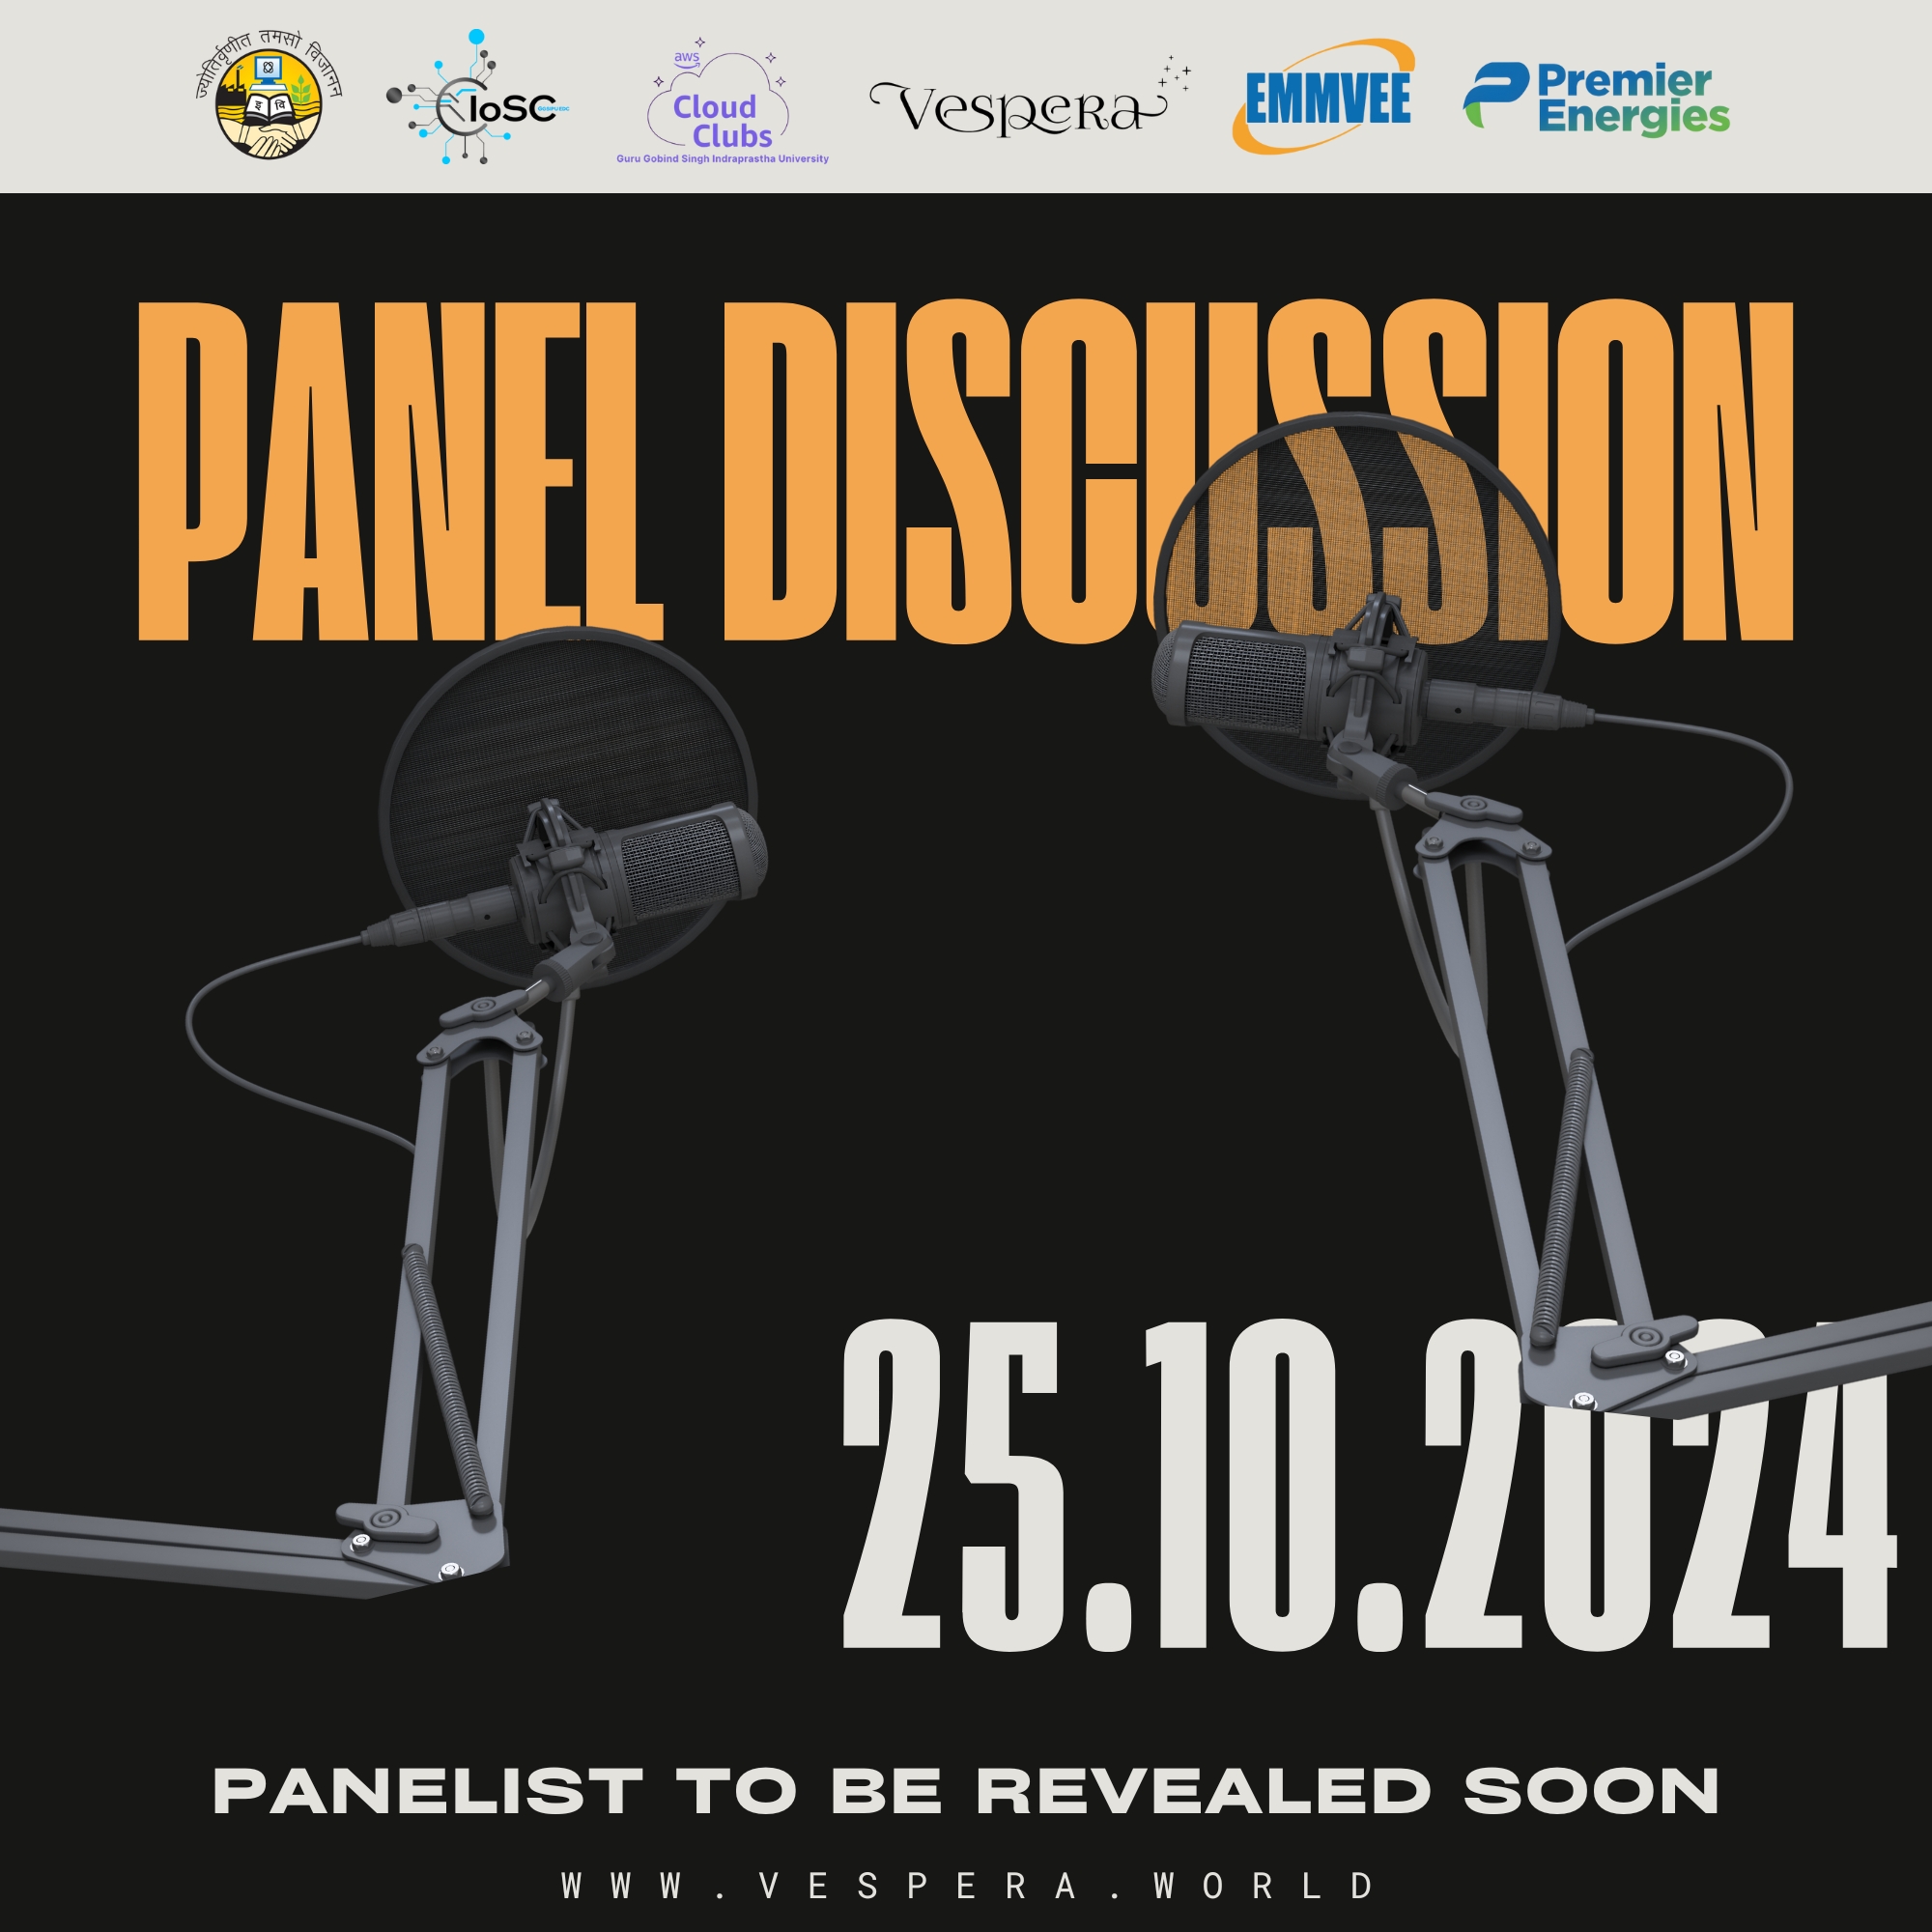 ज्योतिर्वृणीत तमसो विजानन
इ वि
IoSC
aws
Cloud
Clubs
Guru Gobind Singh Indraprastha University
Vespera
EMMVEE
Premier
Energies
PANEL DISCUSSION
25.10.2024
PANELIST TO BE REVEALED SOON
WWW.VESPERA.WORLD